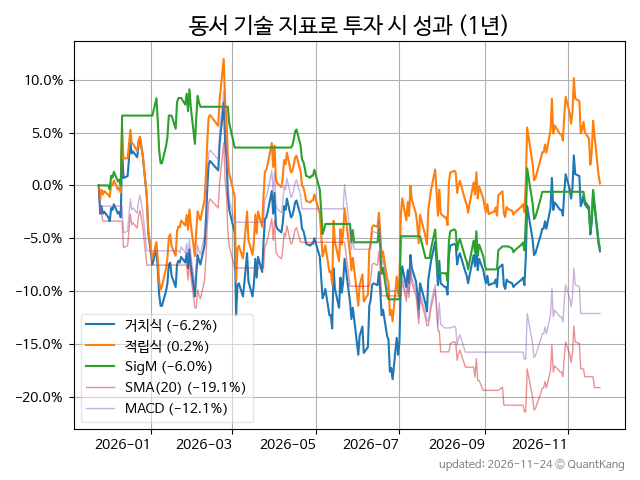 동서 기술 지표로 투자 시 성과 (1년)
10.0%
5.0%
0.0%
−5.0%
−10.0%
−15.0%
−20.0%
거치식 (−6.2%)
적립식 (0.2%)
SigM (−6.0%)
SMA(20) (−19.1%)
MACD (−12.1%)
2026-01
2026-03
2026-05
2026-07
2026-09
2026-11
updated: 2026-11-24 © QuantKang